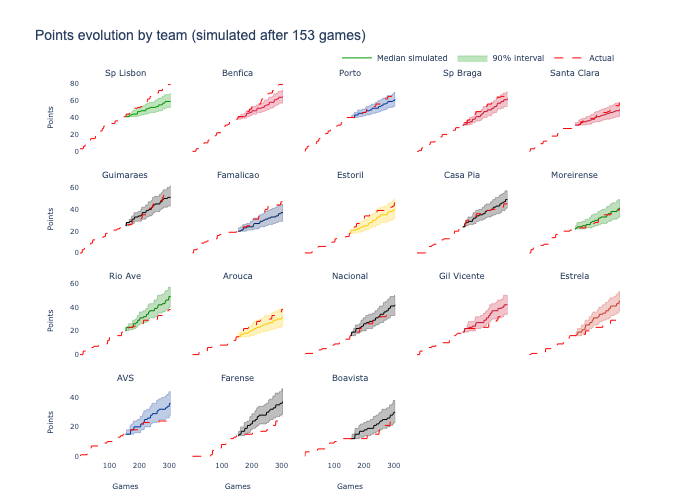 Points evolution by team (simulated after 153 games)
Median simulated 90% interval Actual
Sp Lisbon Benfica Porto Sp Braga Santa Clara
80
60
40
20
0
Points
Guimaraes Famalicao Estoril Casa Pia Moreirense
60
40
20
0
Points
Rio Ave Arouca Nacional Gil Vicente Estrela
60
40
20
0
Points
AVS Farense Boavista
40
20
0
Points
100 200 300 100 200 300 100 200 300
Games Games Games